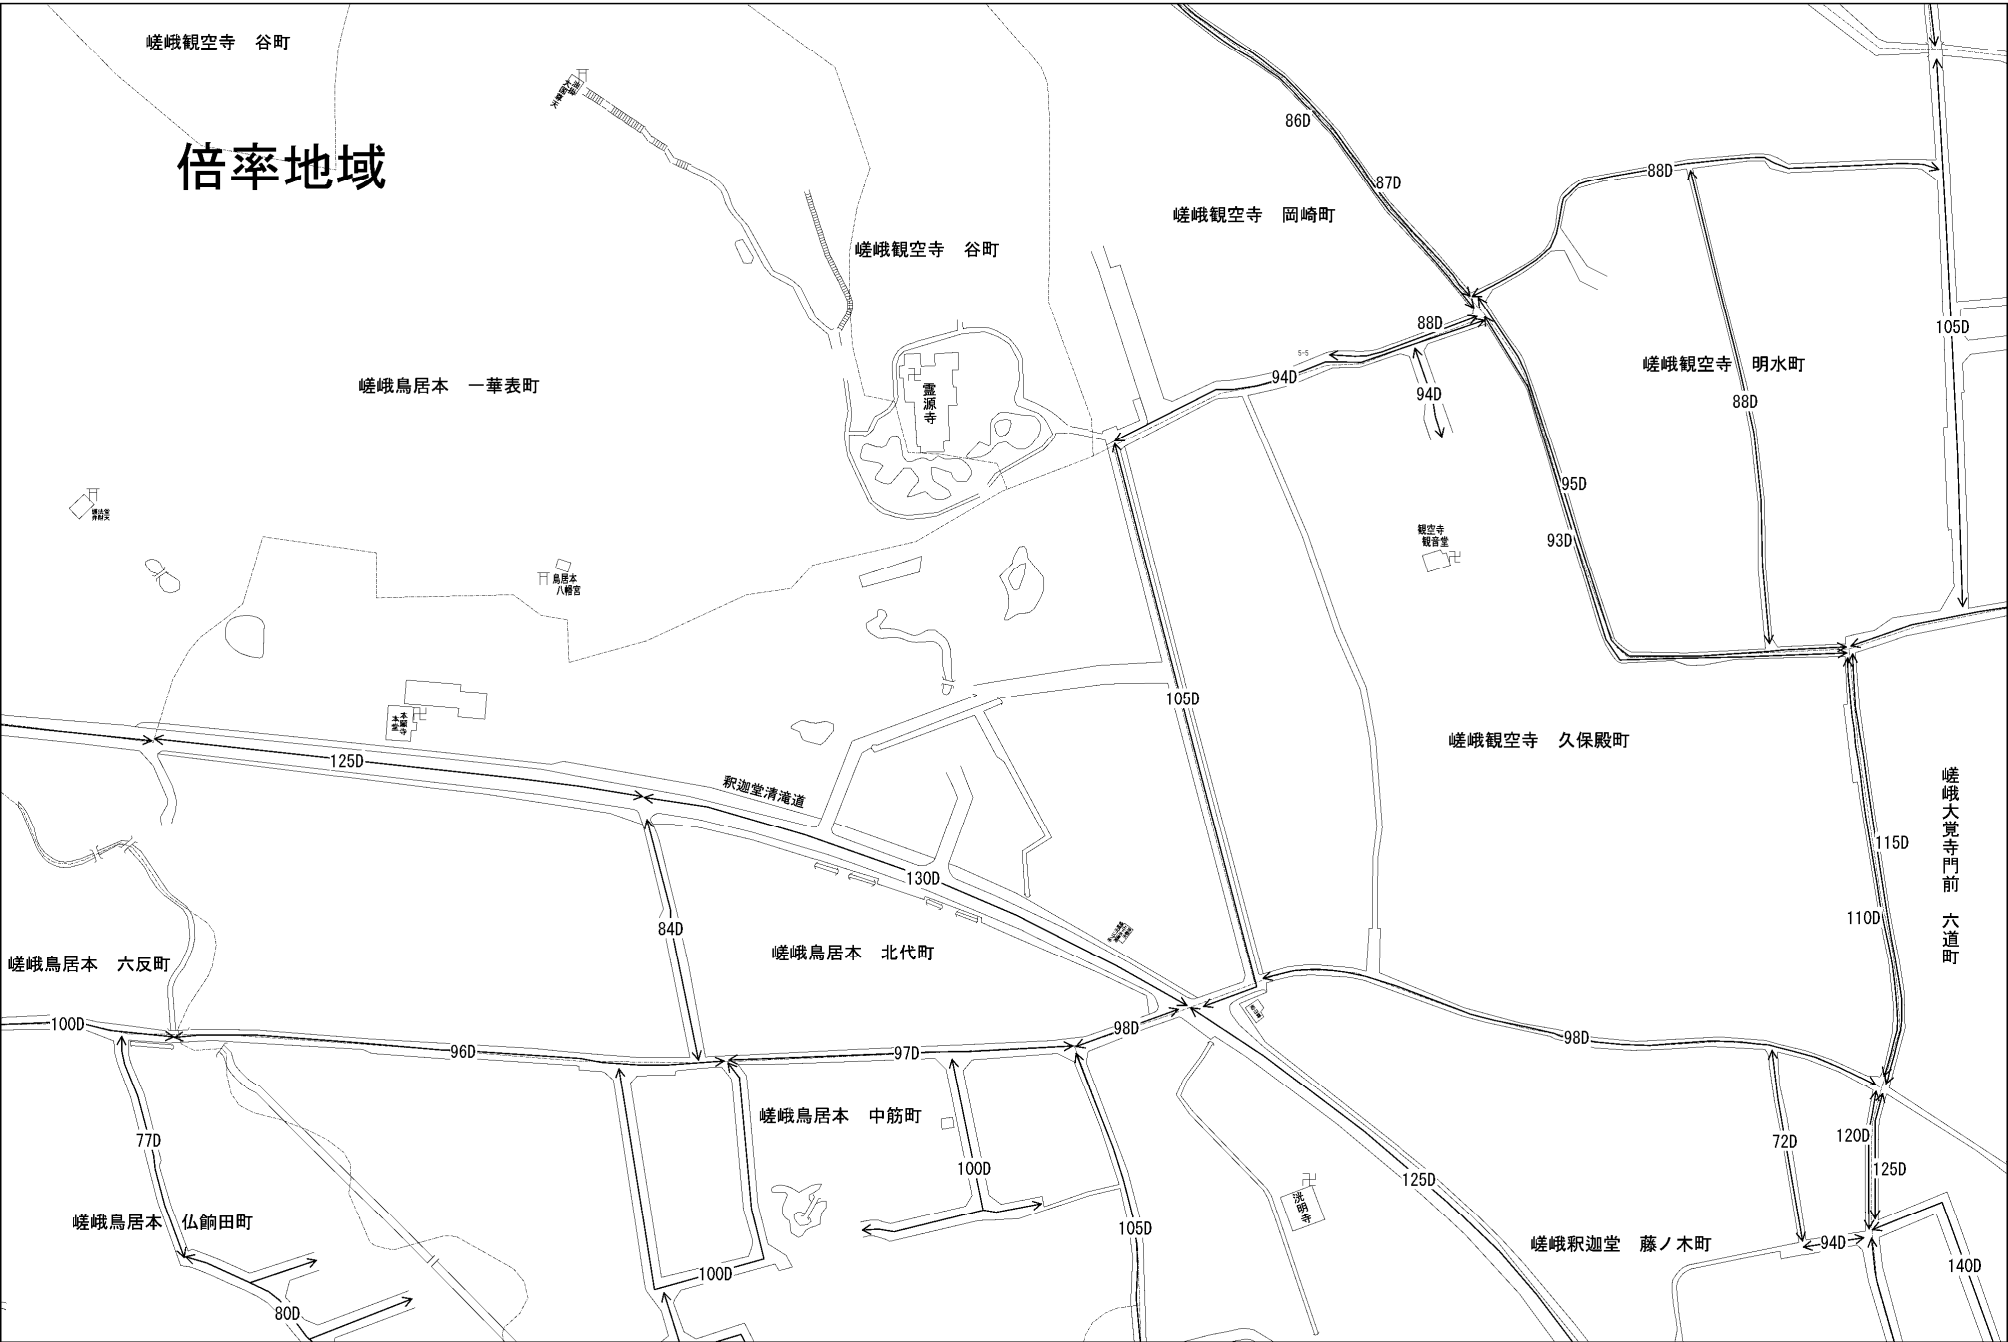 嵯峨観空寺　谷町
倍率地域
86D
87D
88D
嵯峨観空寺　岡崎町
嵯峨観空寺　谷町
88D
105D
5-5
嵯峨観空寺　明水町
94D
94D
88D
嵯峨鳥居本　一華表町
霊源寺
95D
93D
観空寺
観音堂
鳥居本
八幡宮
105D
本願寺
本堂
嵯峨観空寺　久保殿町
125D
釈迦堂清滝道
嵯峨大覚寺門前　六道町
115D
130D
110D
84D
嵯峨鳥居本　北代町
嵯峨鳥居本　六反町
100D
96D
97D
98D
98D
嵯峨鳥居本　中筋町
77D
100D
72D
120D
125D
125D
洸明寺
嵯峨鳥居本　仏餉田町
105D
嵯峨釈迦堂　藤ノ木町
94D
140D
100D
80D